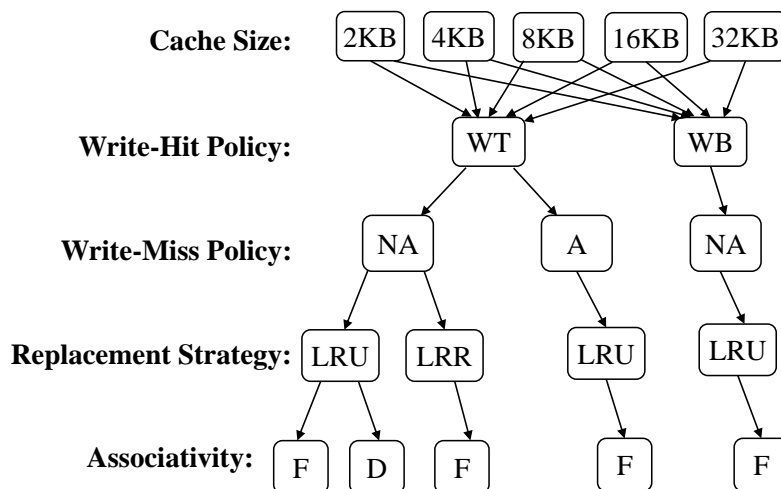 Cache Size: 2KB 4KB 8KB 16KB 32KB
Write-Hit Policy: WT WB
Write-Miss Policy: NA A NA
Replacement Strategy: LRU LRR LRU LRU
Associativity: F D F F F